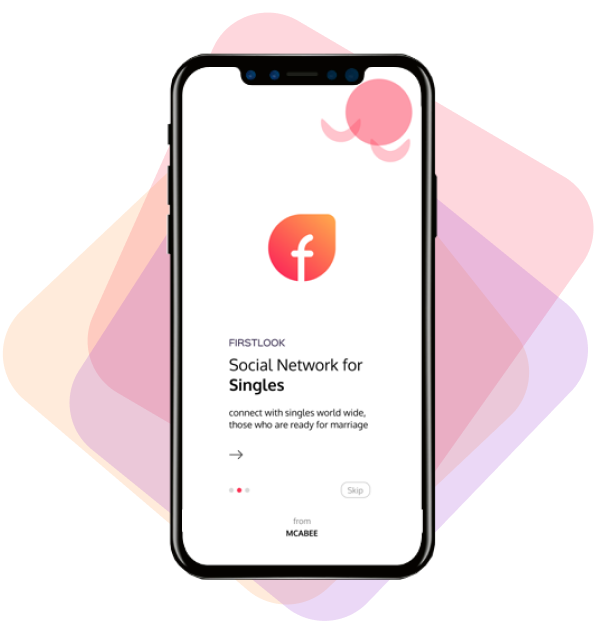 f
FIRSTLOOK
Social Network for
Singles
connect with singles world wide,
those who are ready for marriage
Skip
from
MCABEE